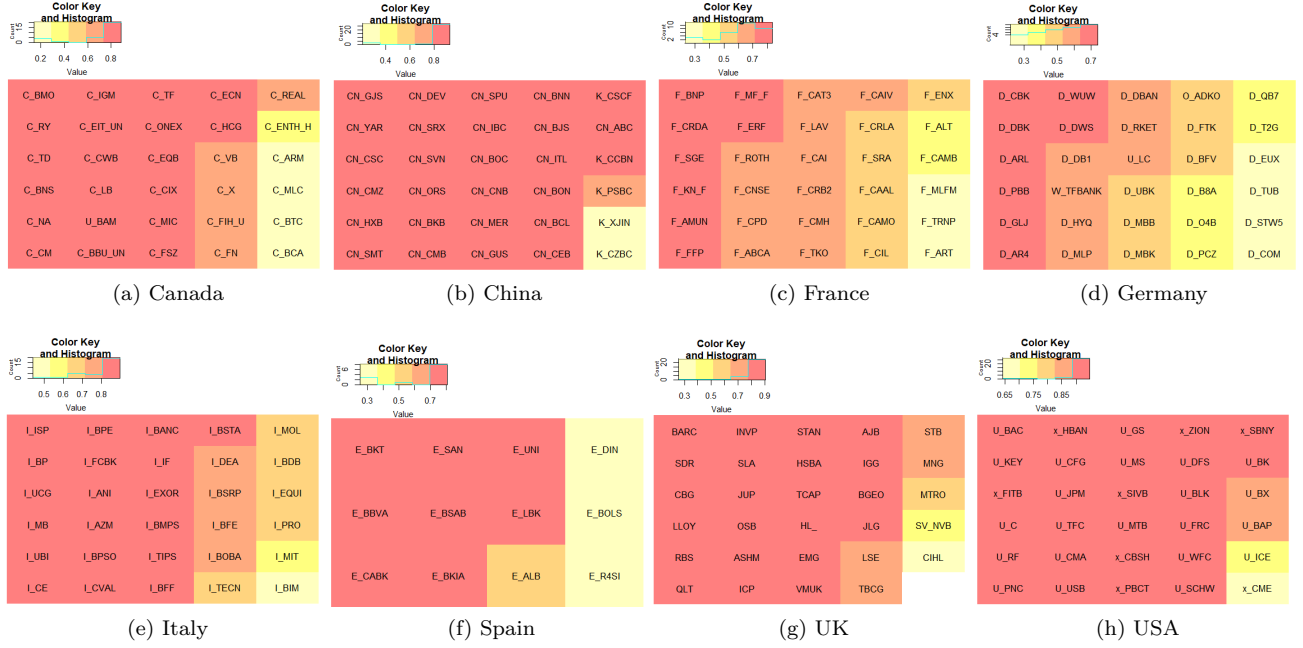 Color Key
and Histogram
Count
0 15
0.2 0.4 0.6 0.8
Value
C_BMO C_IGM C_TF C_ECN C_REAL
C_RY C_EIT_UN C_ONEX C_HCG C_ENTH_H
C_TD C_CWB C_EQB C_VB C_ARM
C_BNS C_LB C_CIX C_X C_MLC
C_NA U_BAM C_MIC C_FIH_U C_BTC
C_CM C_BBU_UN C_FSZ C_FN C_BCA
(a) Canada
Color Key
and Histogram
Count
0 20
0.4 0.6 0.8
Value
CN_GJS CN_DEV CN_SPU CN_BNN K_CSCF
CN_YAR CN_SRX CN_IBC CN_BJS CN_ABC
CN_CSC CN_SVN CN_BOC CN_ITL K_CCBN
CN_CMZ CN_ORS CN_CNB CN_BON K_PSBC
CN_HXB CN_BKB CN_MER CN_BCL K_XJIN
CN_SMT CN_CMB CN_GUS CN_CEB K_CZBC
(b) China
Color Key
and Histogram
Count
0 10
0.3 0.5 0.7
Value
F_BNP F_MF_F F_CAT3 F_CAIV F_ENX
F_CRDA F_ERF F_LAV F_CRLA F_ALT
F_SGE F_ROTH F_CAI F_SRA F_CAMB
F_KN_F F_CNSE F_CRB2 F_CAAL F_MLFM
F_AMUN F_CPD F_CMH F_CAMO F_TRNP
F_FFP F_ABCA F_TKO F_CIL F_ART
(c) France
Color Key
and Histogram
Count
4
0.3 0.5 0.7
Value
D_CBK D_WUW D_DBAN O_ADKO D_QB7
D_DBK D_DWS D_RKET D_FTK D_T2G
D_ARL D_DB1 U_LC D_BFV D_EUX
D_PBB W_TFBANK D_UBK D_B8A D_TUB
D_GLJ D_HYQ D_MBB D_O4B D_STW5
D_AR4 D_MLP D_MBK D_PCZ D_COM
(d) Germany
Color Key
and Histogram
Count
0 15
0.5 0.6 0.7 0.8
Value
I_ISP I_BPE I_BANC I_BSTA I_MOL
I_BP I_FCBK I_IF I_DEA I_BDB
I_UCG I_ANI I_EXOR I_BSRP I_EQUI
I_MB I_AZM I_BMPS I_BFE I_PRO
I_UBI I_BPSO I_TIPS I_BOBA I_MIT
I_CE I_CVAL I_BFF I_TECN I_BIM
(e) Italy
Color Key
and Histogram
Count
0 6
0.3 0.5 0.7
Value
E_BKT E_SAN E_UNI E_DIN
E_BBVA E_BSAB E_LBK E_BOLS
E_CABK E_BKIA E_ALB E_R4SI
(f) Spain
Color Key
and Histogram
Count
0 20
0.3 0.5 0.7 0.9
Value
BARC INVP STAN AJB STB
SDR SLA HSBA IGG MNG
CBG JUP TCAP BGEO MTRO
LLOY OSB HL_ JLG SV_NVB
RBS ASHM EMG LSE CIHL
QLT ICP VMUK TBCG
(g) UK
Color Key
and Histogram
Count
0 20
0.65 0.75 0.85
Value
U_BAC x_HBAN U_GS x_ZION x_SBNY
U_KEY U_CFG U_MS U_DFS U_BK
x_FITB U_JPM x_SIVB U_BLK U_BX
U_C U_TFC U_MTB U_FRC U_BAP
U_RF U_CMA x_CBSH U_WFC U_ICE
U_PNC U_USB x_PBCT U_SCHW x_CME
(h) USA